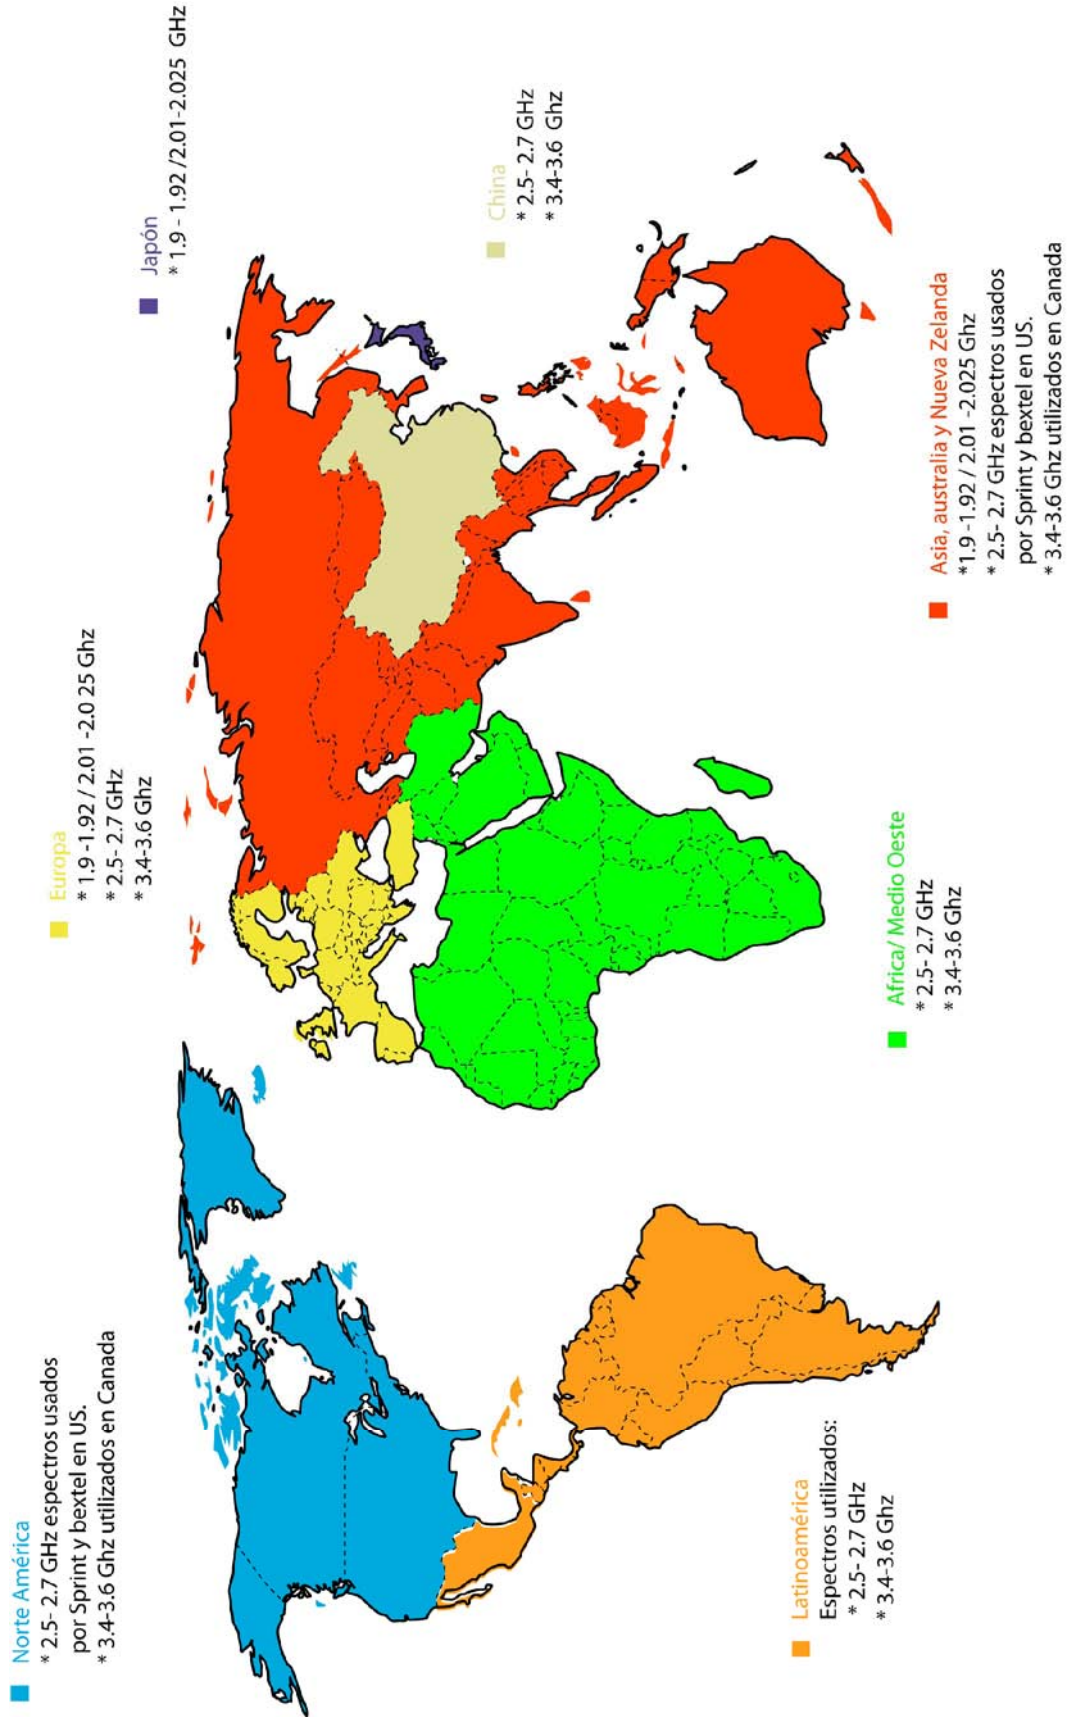 Norte América
* 2.5- 2.7 GHz espectros usados
por Sprint y bextel en US.
* 3.4-3.6 Ghz utilizados en Canada
Europa
* 1.9 -1.92 / 2.01 -2.0 25 Ghz
* 2.5- 2.7 GHz
* 3.4-3.6 Ghz
Japón
* 1.9 - 1.92 /2.01-2.025 GHz
China
* 2.5- 2.7 GHz
* 3.4-3.6 Ghz
Latinoamérica
Espectros utilizados:
* 2.5- 2.7 GHz
* 3.4-3.6 Ghz
Africa/ Medio Oeste
* 2.5- 2.7 GHz
* 3.4-3.6 Ghz
Asia, australia y Nueva Zelanda
*1.9 -1.92 / 2.01 -2.025 Ghz
* 2.5- 2.7 GHz espectros usados
por Sprint y bextel en US.
* 3.4-3.6 Ghz utilizados en Canada